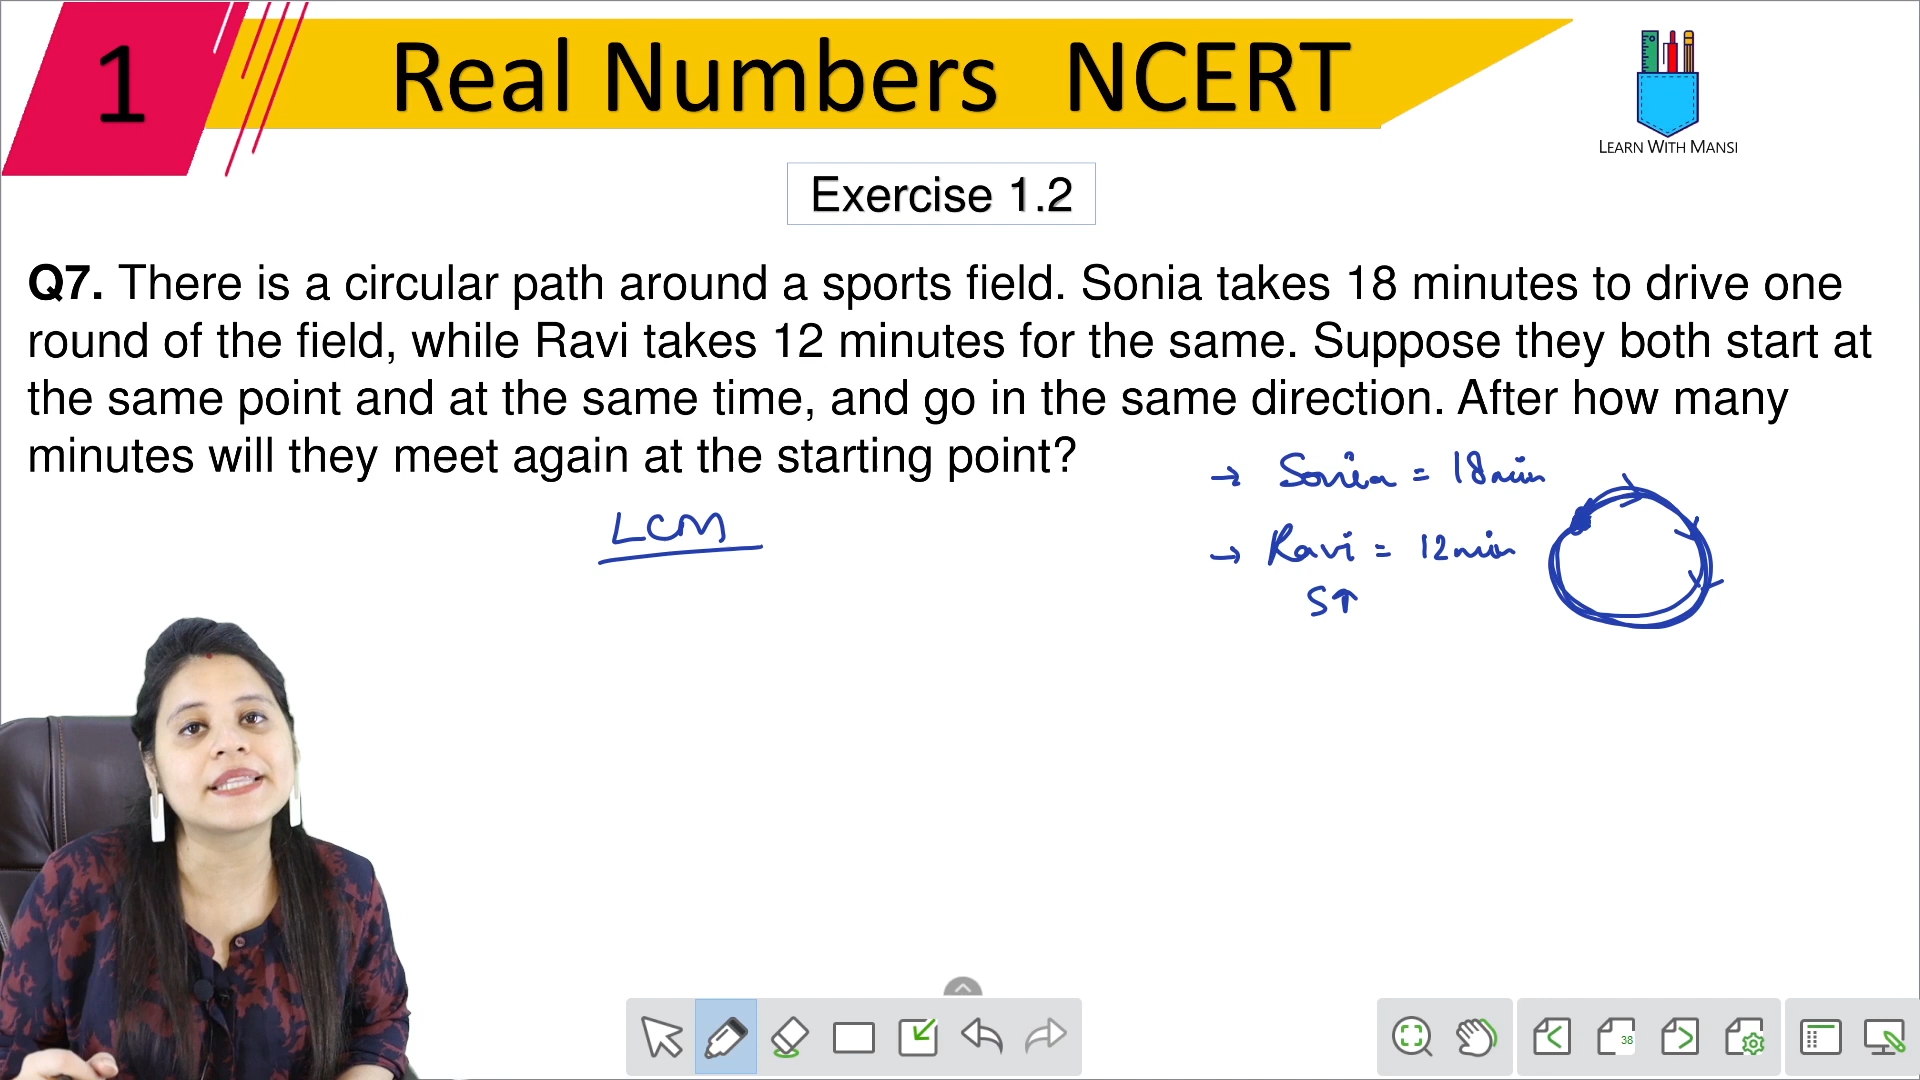 1
Real Numbers NCERT
LEARN WITH MANSI
Exercise 1.2
Q7. There is a circular path around a sports field. Sonia takes 18 minutes to drive one
round of the field, while Ravi takes 12 minutes for the same. Suppose they both start at
the same point and at the same time, and go in the same direction. After how many
minutes will they meet again at the starting point?
→ Sonia = 18min
LCM
→ Ravi = 12min
S↑
38